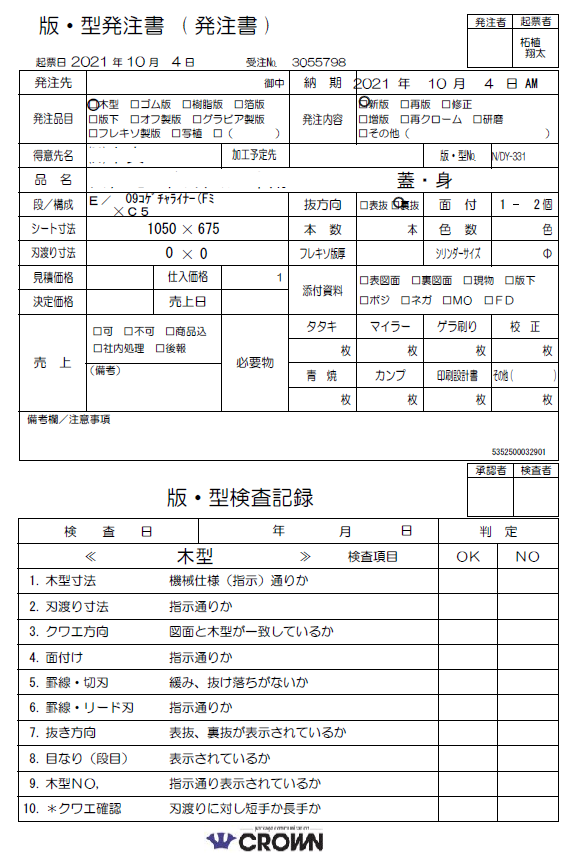 版・型発注書 (発注書)
発注者 起票者
柘植
翔太
起票日 2021 年 10 月 4 日 受注№ 3055798
発注先 御中 納 期 2021 年 10 月 4 日 AM
発注品目 □木型 □ゴム版 □樹脂版 □箔版
□版下 □オフ製版 □グラビア製版
□フレキソ製版 □写植 □( )
発注内容 □新版 □再版 □修正
□増版 □再クローム □研磨
□その他( )
得意先名 加工予定先 版・型№ N/DY-331
品 名 蓋・身
段/構成 E/ 09ｺｹﾞﾁｬﾗｲﾅｰ(Fﾐ
×C5
抜方向 □表抜 □裏抜 面 付 1 - 2個
シート寸法 1050 × 675 本 数 本 色 数 色
刃渡り寸法 0 × 0 フレキソ版厚 ｼﾘﾝﾀﾞｰｻｲｽﾞ Φ
見積価格 仕入価格 1
決定価格 売上日
添付資料 □表図面 □裏図面 □現物 □版下
□ポジ □ネガ □MO □FD
売 上 □可 □不可 □商品込
□社内処理 □後報
(備考)
必要物 タタキ マイラー ゲラ刷り 校 正
枚 枚 枚 枚
青 焼 カンプ 印刷設計書 その他( )
枚 枚 枚 枚
備考欄/注意事項
5352500032901
承認者 検査者
版・型検査記録
検 査 日 年 月 日 判 定
≪ 木型 ≫ 検査項目 OK NO
1. 木型寸法 機械仕様（指示）通りか
2. 刃渡り寸法 指示通りか
3. クワエ方向 図面と木型が一致しているか
4. 面付け 指示通りか
5. 罫線・切刃 緩み、抜け落ちがないか
6. 罫線・リード刃 指示通りか
7. 抜き方向 表抜、裏抜が表示されているか
8. 目なり（段目） 表示されているか
9. 木型NO, 指示通り表示されているか
10. ＊クワエ確認 刃渡りに対し短手か長手か
CROWN